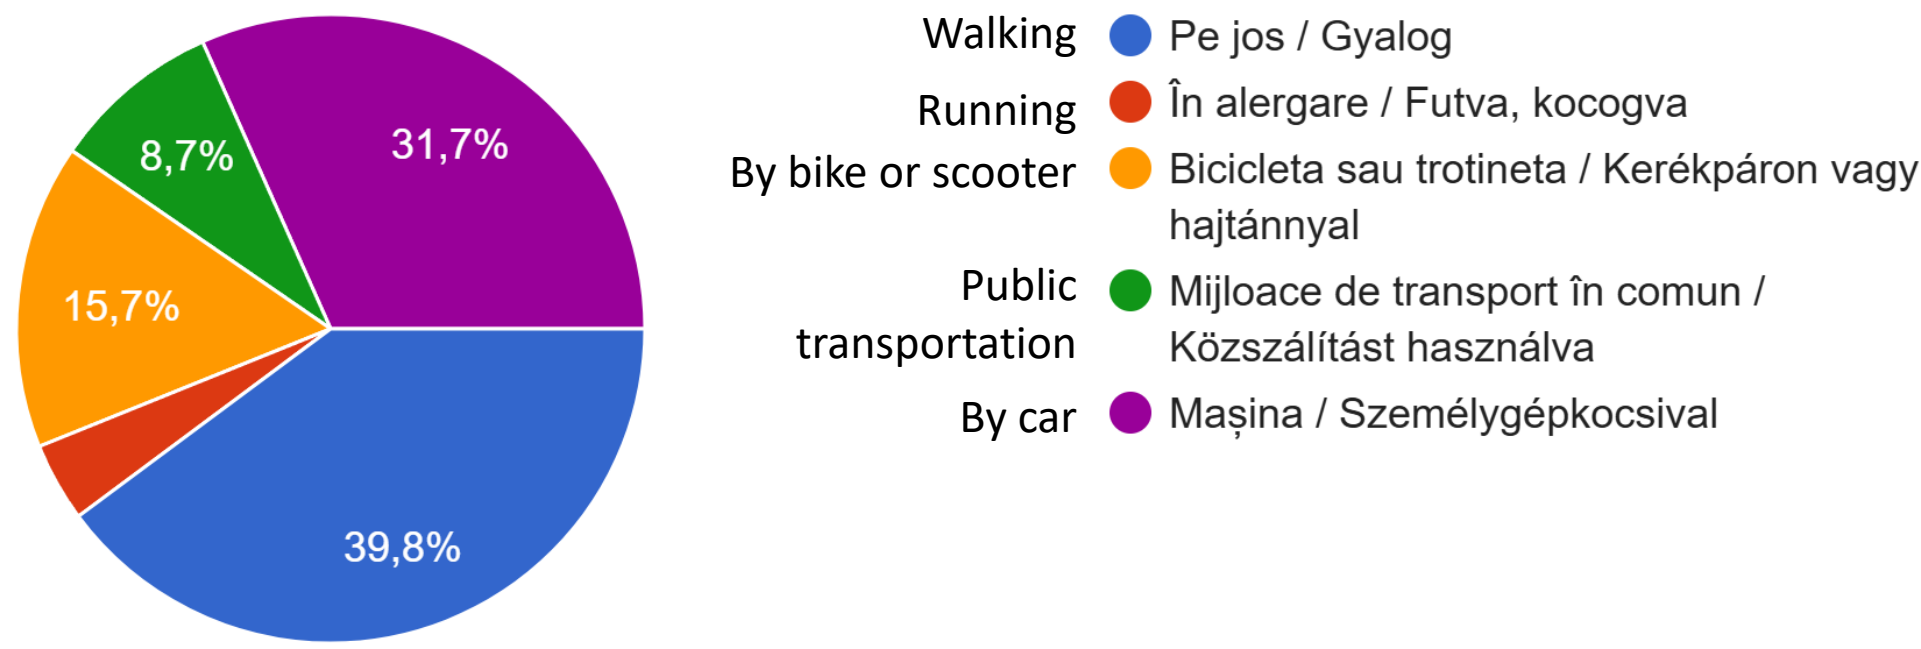 8,7%
31,7%
15,7%
39,8%
Walking
Pe jos / Gyalog
Running
În alergare / Futva, kocogva
By bike or scooter
Bicicleta sau trotineta / Kerékpáron vagy
hajtánnyal
Public
transportation
Mijloace de transport în comun /
Közszálítást használva
By car
Mașina / Személygépkocsival